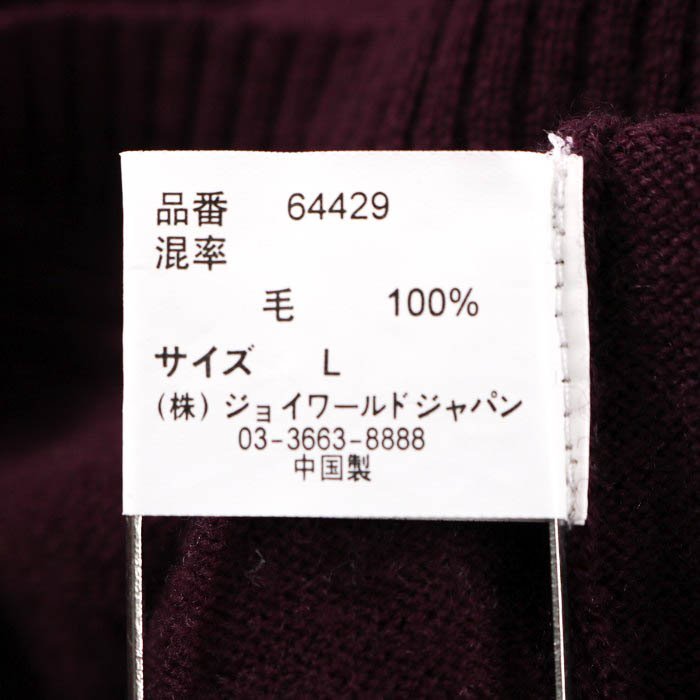 品番 64429
混率
毛 100%
サイズ L
(株)ジョイワールドジャパン
03-3663-8888
中国製